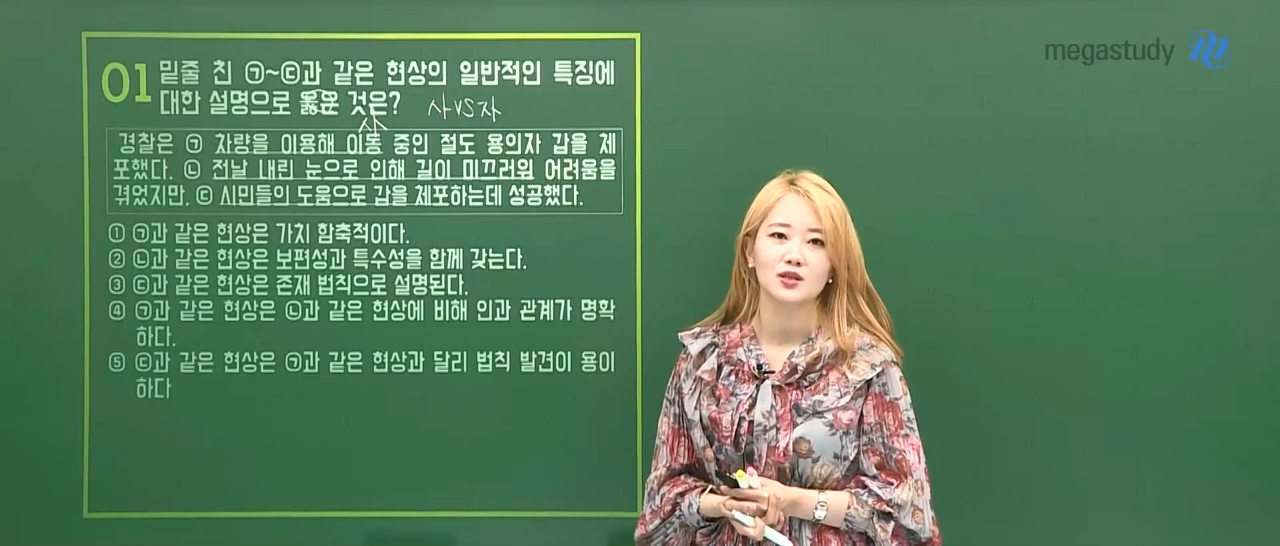 megastudy
01 밑줄 친 ㉠~㉢과 같은 현상의 일반적인 특징에
대한 설명으로 옳은 것은? 사VS자
사
경찰은 ㉠ 차량을 이용해 이동 중인 절도 용의자 갑을 체
포했다. ㉡ 전날 내린 눈으로 인해 길이 미끄러워 어려움을
겪었지만, ㉢ 시민들의 도움으로 갑을 체포하는데 성공했다.
① ㉠과 같은 현상은 가치 함축적이다.
② ㉡과 같은 현상은 보편성과 특수성을 함께 갖는다.
③ ㉢과 같은 현상은 존재 법칙으로 설명된다.
④ ㉠과 같은 현상은 ㉡과 같은 현상에 비해 인과 관계가 명확
하다.
⑤ ㉢과 같은 현상은 ㉠과 같은 현상과 달리 법칙 발견이 용이
하다